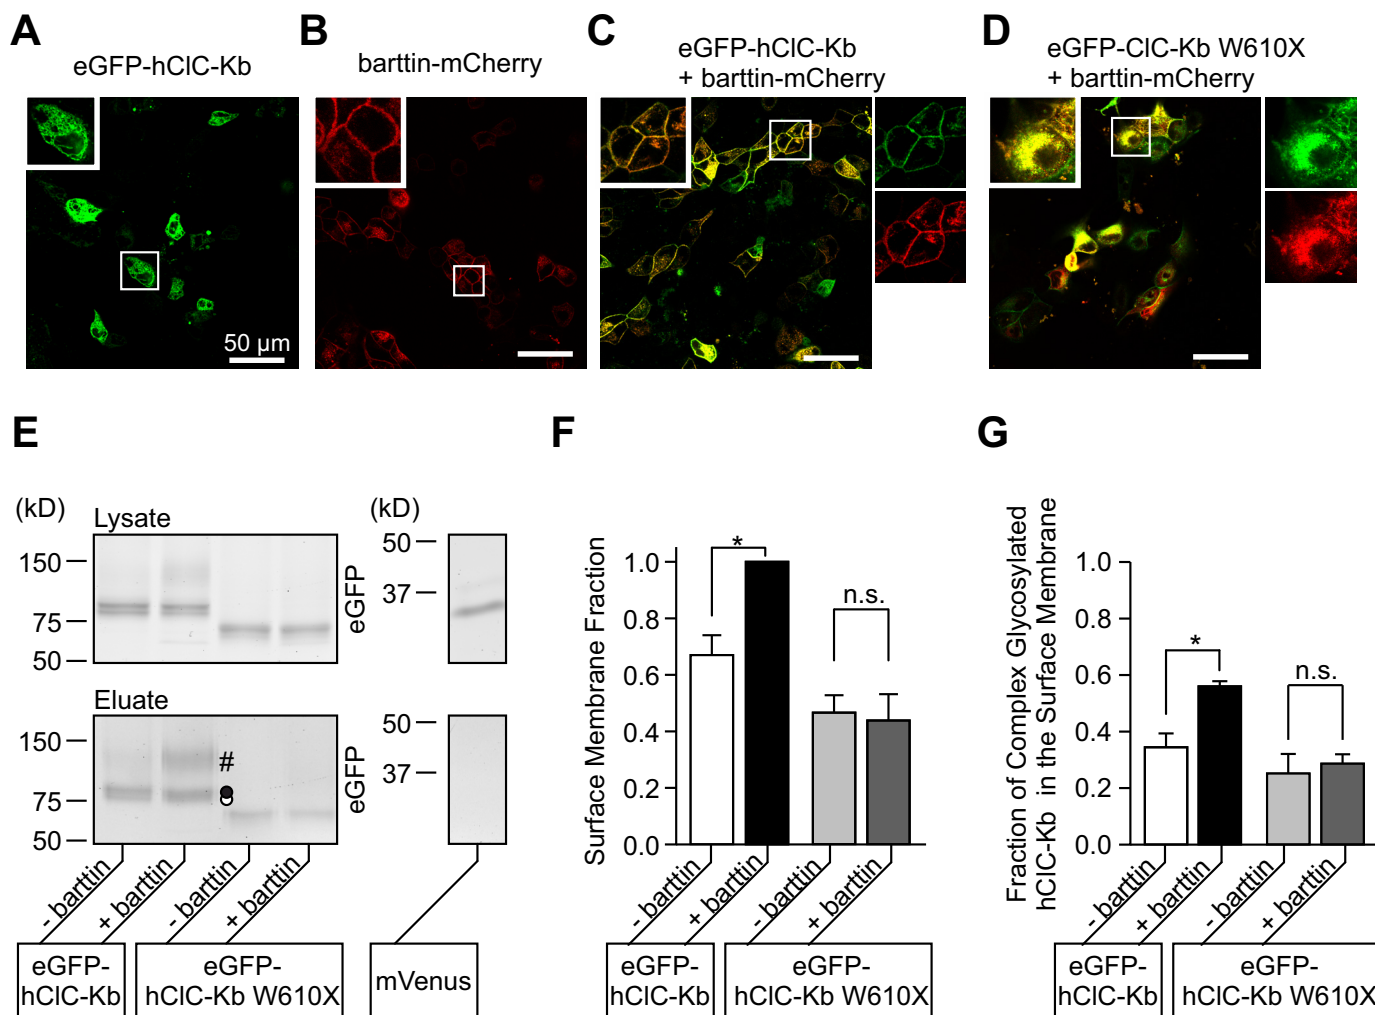 A
eGFP-hClC-Kb
50 µm
B
barttin-mCherry
C
eGFP-hClC-Kb
+ barttin-mCherry
D
eGFP-ClC-Kb W610X
+ barttin-mCherry
E
(kD)
Lysate
150
75
50
eGFP
(kD)
50
37
Eluate
150
75
50
#
eGFP
50
37
- barttin
+ barttin
- barttin
+ barttin
eGFP-
hClC-Kb
eGFP-
hClC-Kb W610X
mVenus
F
Surface Membrane Fraction
1.0
0.8
0.6
0.4
0.2
0.0
*
n.s.
- barttin
+ barttin
- barttin
+ barttin
eGFP-
hClC-Kb
eGFP-
hClC-Kb W610X
G
Fraction of Complex Glycosylated
hClC-Kb in the Surface Membrane
1.0
0.8
0.6
0.4
0.2
0.0
*
n.s.
- barttin
+ barttin
- barttin
+ barttin
eGFP-
hClC-Kb
eGFP-
hClC-Kb W610X